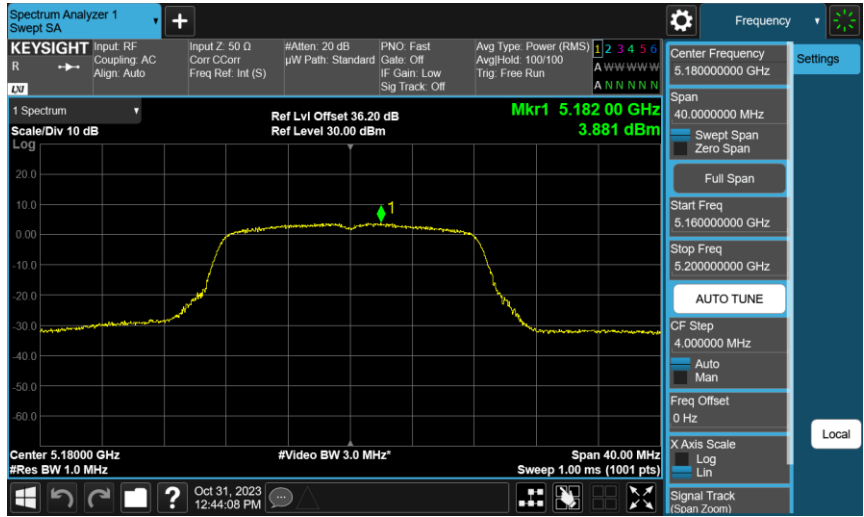 Spectrum Analyzer 1
Swept SA
+
Frequency
KEYSIGHT
R
LXI
Input: RF
Coupling: AC
Align: Auto
Input Z: 50 Ω
Corr CCorr
Freq Ref: Int (S)
#Atten: 20 dB
µW Path: Standard
PNO: Fast
Gate: Off
IF Gain: Low
Sig Track: Off
Avg Type: Power (RMS)
Avg|Hold: 100/100
Trig: Free Run
1 2 3 4 5 6
A W W W W W
A N N N N N
1 Spectrum
Scale/Div 10 dB
Log
Ref Lvl Offset 36.20 dB
Ref Level 30.00 dBm
Mkr1 5.182 00 GHz
3.881 dBm
20.0
10.0
0.00
-10.0
-20.0
-30.0
-40.0
-50.0
-60.0
1
Center 5.18000 GHz
#Res BW 1.0 MHz
#Video BW 3.0 MHz*
Span 40.00 MHz
Sweep 1.00 ms (1001 pts)
?
Oct 31, 2023
12:44:08 PM
Center Frequency
5.180000000 GHz
Span
40.0000000 MHz
Swept Span
Zero Span
Full Span
Start Freq
5.160000000 GHz
Stop Freq
5.200000000 GHz
AUTO TUNE
CF Step
4.000000 MHz
Auto
Man
Freq Offset
0 Hz
X Axis Scale
Log
Lin
Signal Track
(Span Zoom)
Settings
Local